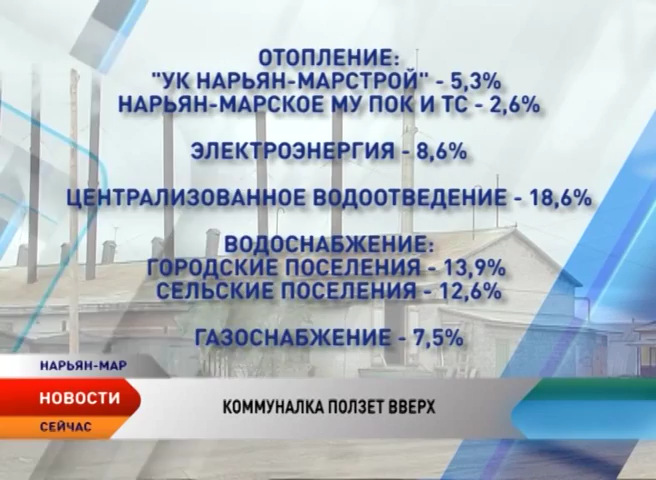 ОТОПЛЕНИЕ:
"УК НАРЬЯН-МАРСТРОЙ" - 5,3%
НАРЬЯН-МАРСКОЕ МУ ПОК И ТС - 2,6%
ЭЛЕКТРОЭНЕРГИЯ - 8,6%
ЦЕНТРАЛИЗОВАННОЕ ВОДООТВЕДЕНИЕ - 18,6%
ВОДОСНАБЖЕНИЕ:
ГОРОДСКИЕ ПОСЕЛЕНИЯ - 13,9%
СЕЛЬСКИЕ ПОСЕЛЕНИЯ - 12,6%
ГАЗОСНАБЖЕНИЕ - 7,5%
НАРЬЯН-МАР
НОВОСТИ
СЕЙЧАС
КОММУНАЛКА ПОЛЗЕТ ВВЕРХ